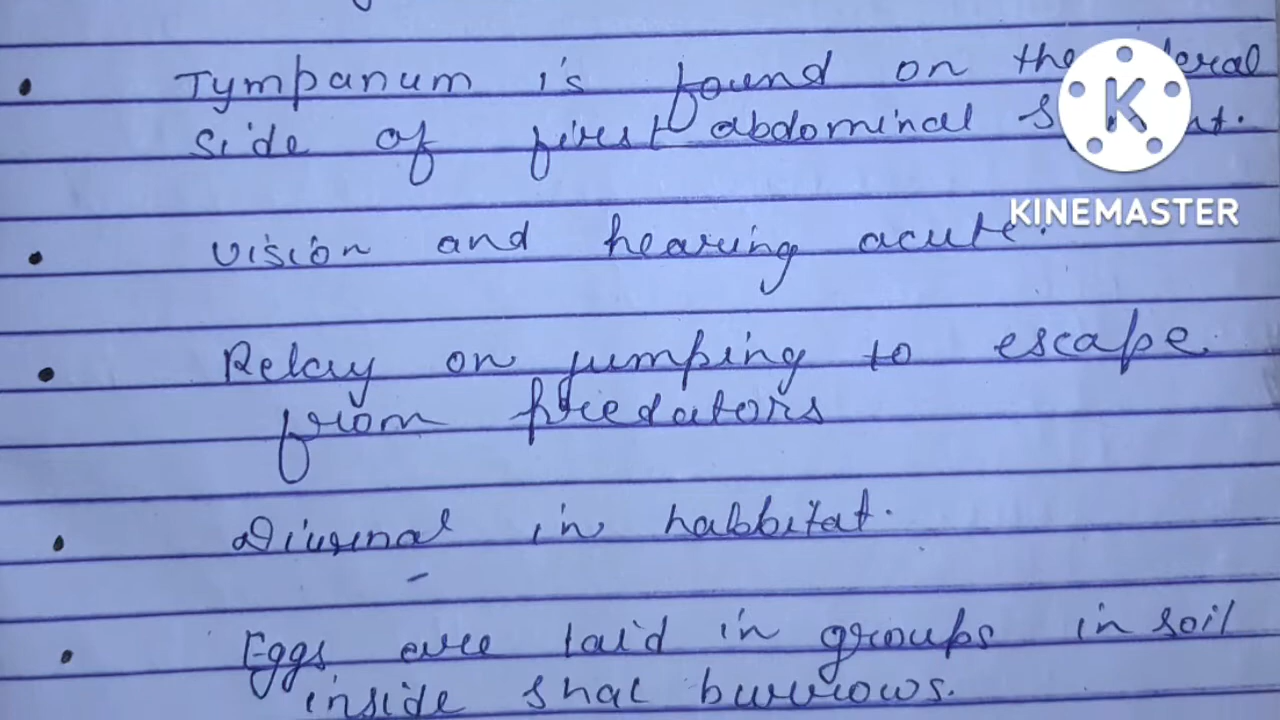 • Tympanum is found on the
side of first abdominal
• vision and hearing acute.
• Relay on jumping to escape
from predators
• Diurnal in habbitat.
• Eggs are laid in groups in soil
inside burrows.
K
KINEMASTER